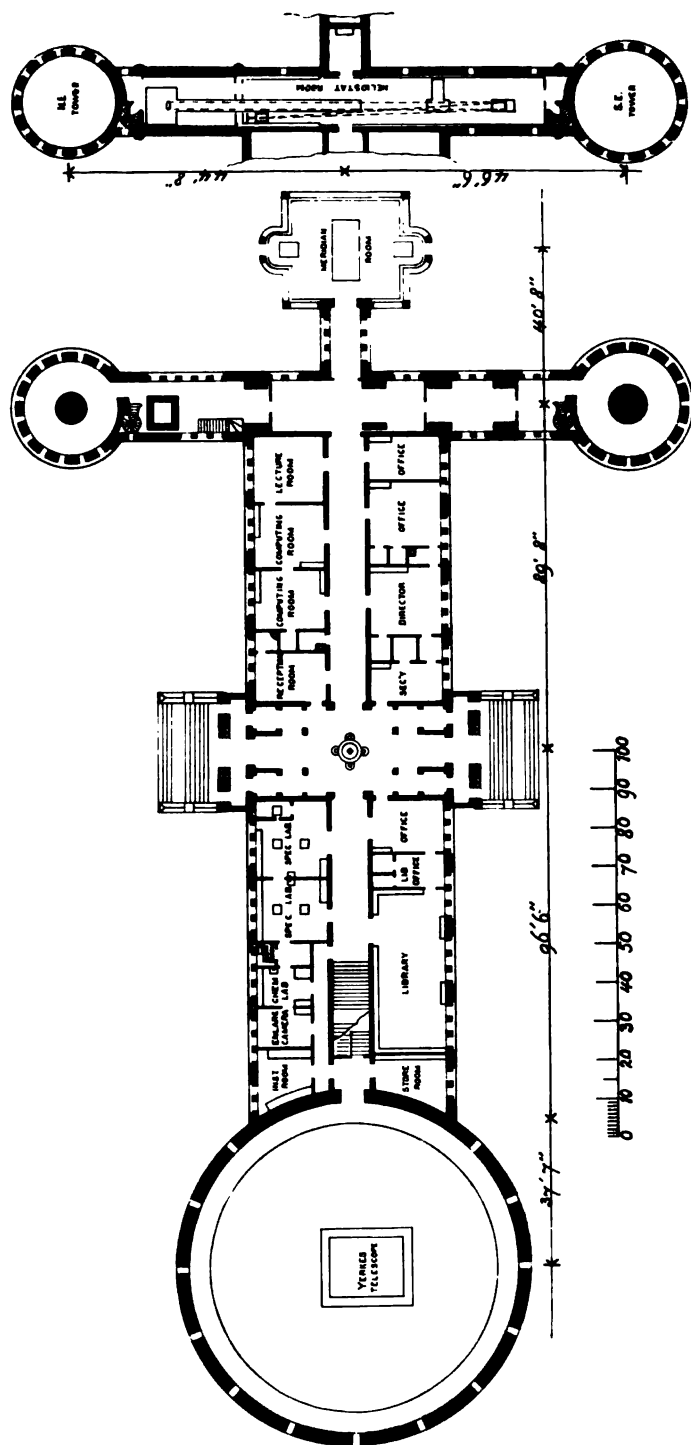 N.E.
TOWER
HELIOSTAT ROOM
S.E.
TOWER
44' 8"
46' 6"
MERIDIAN
ROOM
40' 8"
LECTURE
ROOM
OFFICE
COMPUTING
ROOM
OFFICE
COMPUTING
ROOM
DIRECTOR
RECEPTION
ROOM
SEC'Y
89' 8"
SPEC LAB
OFFICE
LAB
OFFICE
SPEC LAB
CHEM
LAB
LIBRARY
ENLARG
CAMERA
INST
ROOM
STORE
ROOM
96' 6"
37' 7"
0 10 20 30 40 50 60 70 80 90 100
YERKES
TELESCOPE